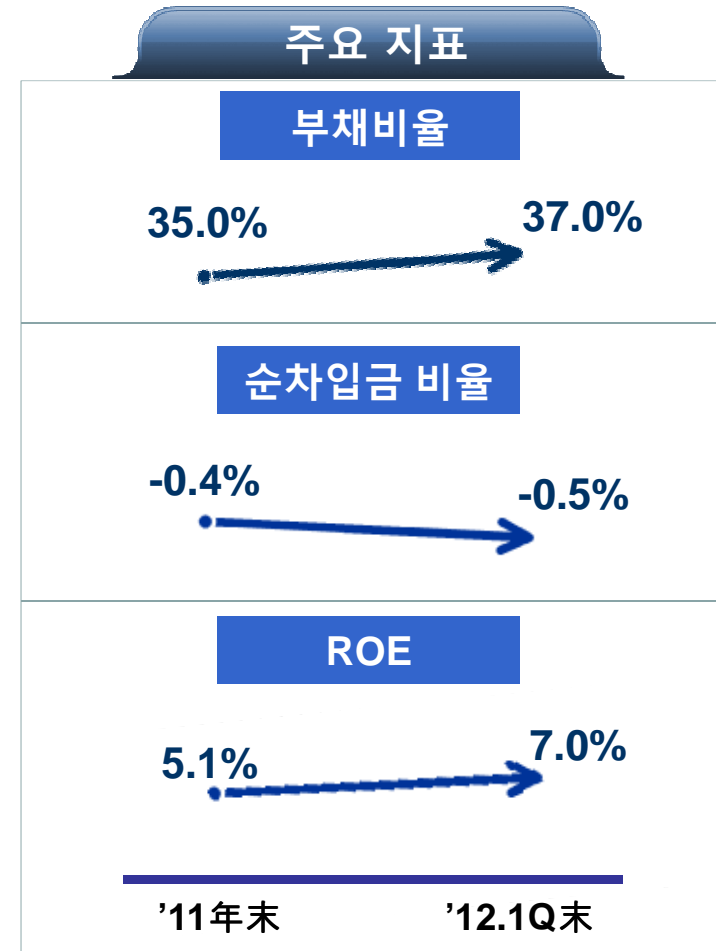 주요 지표
부채비율
35.0%
37.0%
순차입금 비율
-0.4%
-0.5%
ROE
5.1%
7.0%
’11年末
’12.1Q末